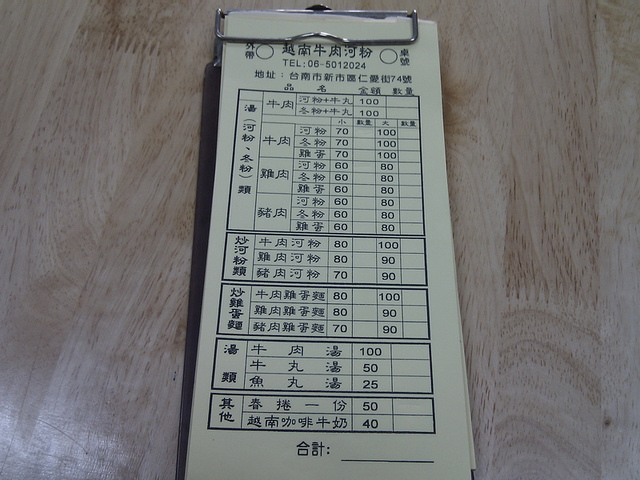 外帶 越南牛肉河粉 桌號
TEL:06-5012024
地址：台南市新市區仁愛街74號
品 名 金額 數量
湯（河粉、冬粉）類
牛肉 河粉+牛丸 100
冬粉+牛丸 100
小 數量 大 數量
牛肉 河粉 70 100
冬粉 70 100
雞蛋 70 100
雞肉 河粉 60 80
冬粉 60 80
雞蛋 60 80
豬肉 河粉 60 80
冬粉 60 80
雞蛋 60 80
炒河粉類
牛肉河粉 80 100
雞肉河粉 80 90
豬肉河粉 70 90
炒雞蛋麵
牛肉雞蛋麵 80 100
雞肉雞蛋麵 80 90
豬肉雞蛋麵 70 90
湯類
牛肉湯 100
牛丸湯 50
魚丸湯 25
其他
春捲一份 50
越南咖啡牛奶 40
合計：